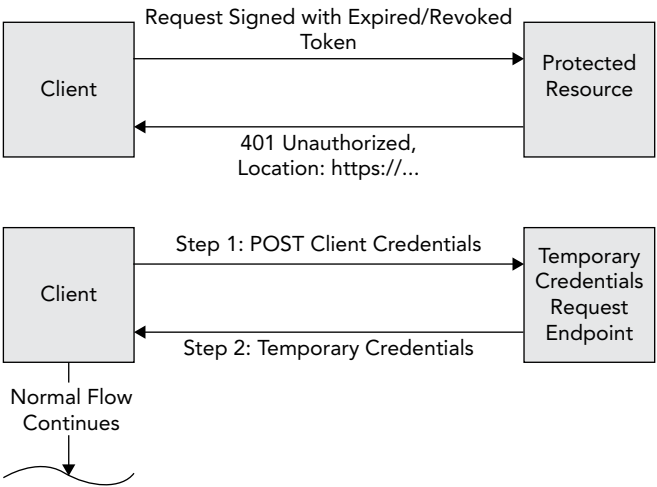 Request Signed with Expired/Revoked
Token
Client
Protected
Resource
401 Unauthorized,
Location: https://...
Step 1: POST Client Credentials
Client
Temporary
Credentials
Request
Endpoint
Step 2: Temporary Credentials
Normal Flow
Continues